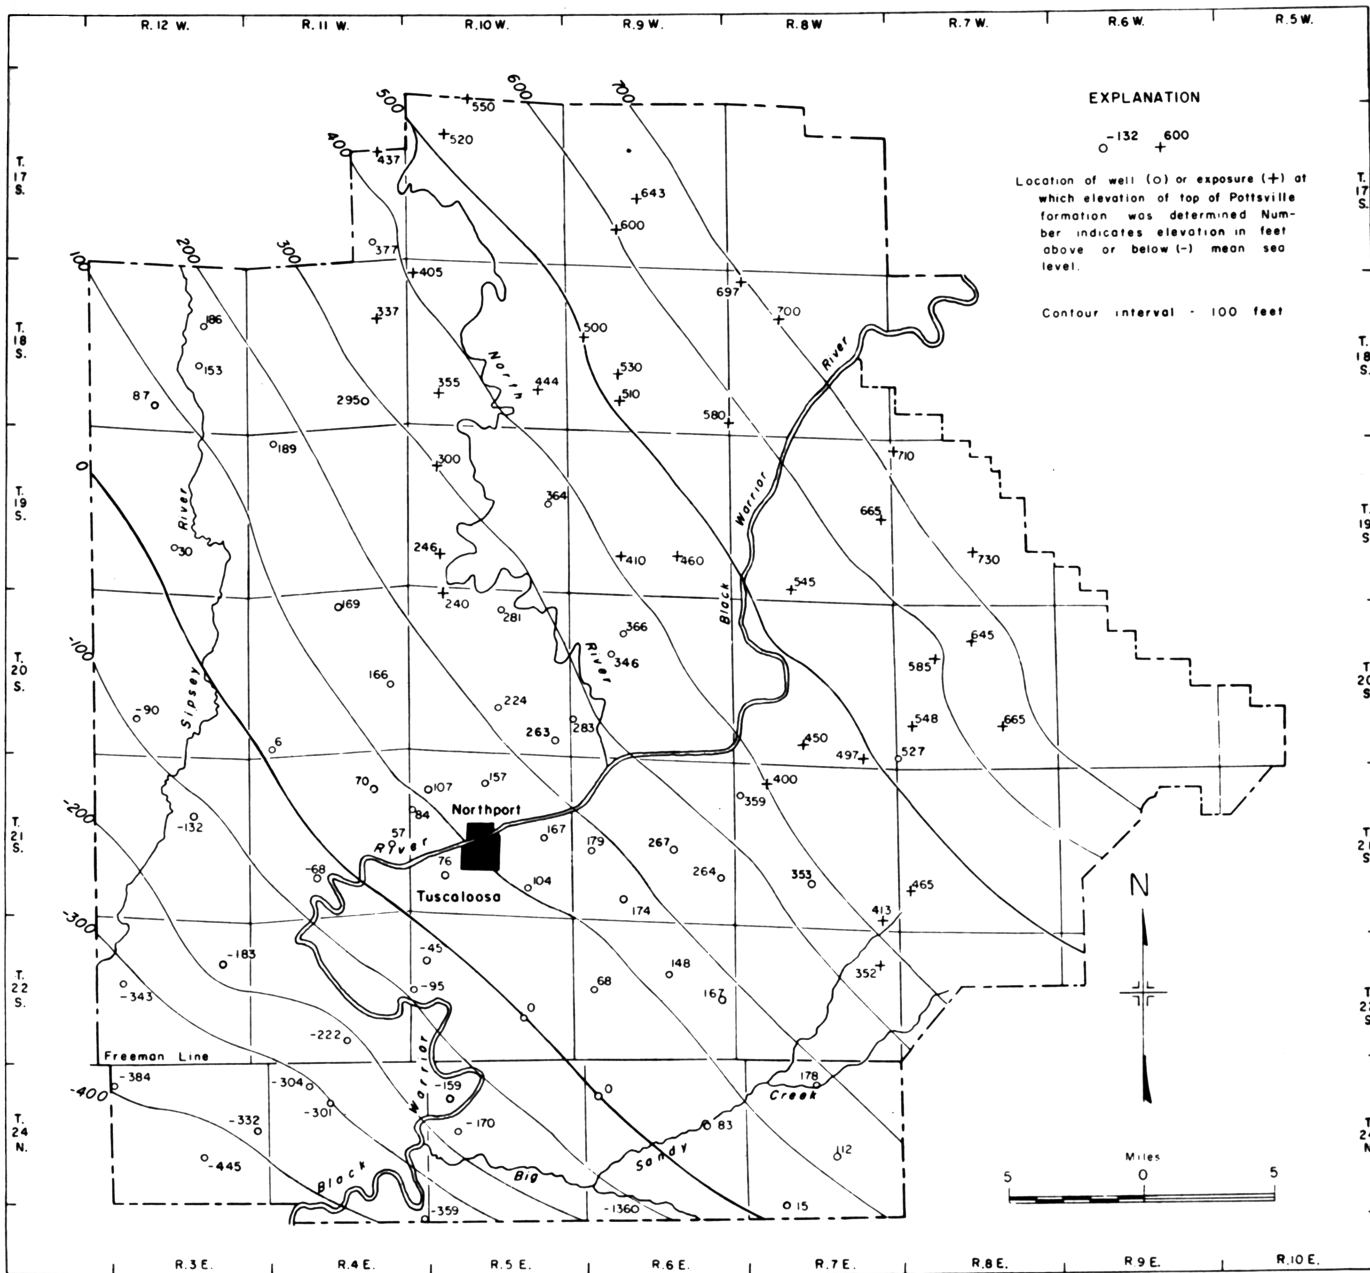 R. 12 W. R. 11 W. R. 10 W. R. 9 W. R. 8 W R. 7 W. R. 6 W. R. 5 W.
EXPLANATION
-132 600
Location of well (o) or exposure (+) at
which elevation of top of Pottsville
formation was determined Num-
ber indicates elevation in feet
above or below (-) mean sea
level.
Contour interval - 100 feet
T.
17
S.
T.
17
S.
T.
18
S.
T.
18
S.
T.
19
S.
T.
19
S
T.
20
S.
T.
20
S
T.
21
S.
T.
21
S
T.
22
S.
T.
22
S
T.
24
N.
T.
24
N
400 500 600 700
100 200 300
0
-100
-200
-300
-400
550
520
437
643
600
377
405
697
337
700
186
500
153
530
355
444
510
87
295
580
189
300
710
364
665
30
246
410
460
730
545
240
169
281
366
645
346
585
166
224
-90
283
548
665
263
450
6
497
527
70
107
157
400
359
84
-132
57
167
179
267
-68
76
264
353
104
465
174
413
-183
-45
148
352
-343
-95
68
167
0
-222
-384
-304
-159
0
178
-301
-332
-170
83
-445
112
-359
-136
15
North
River
Sipsey
River
Black
Warrior
River
Northport
River
Tuscaloosa
Warrior
Black
Big
Sandy
Creek
Freeman Line
N
Miles
5 0 5
R. 3 E. R. 4 E. R. 5 E. R. 6 E. R. 7 E. R. 8 E. R. 9 E. R. 10 E.